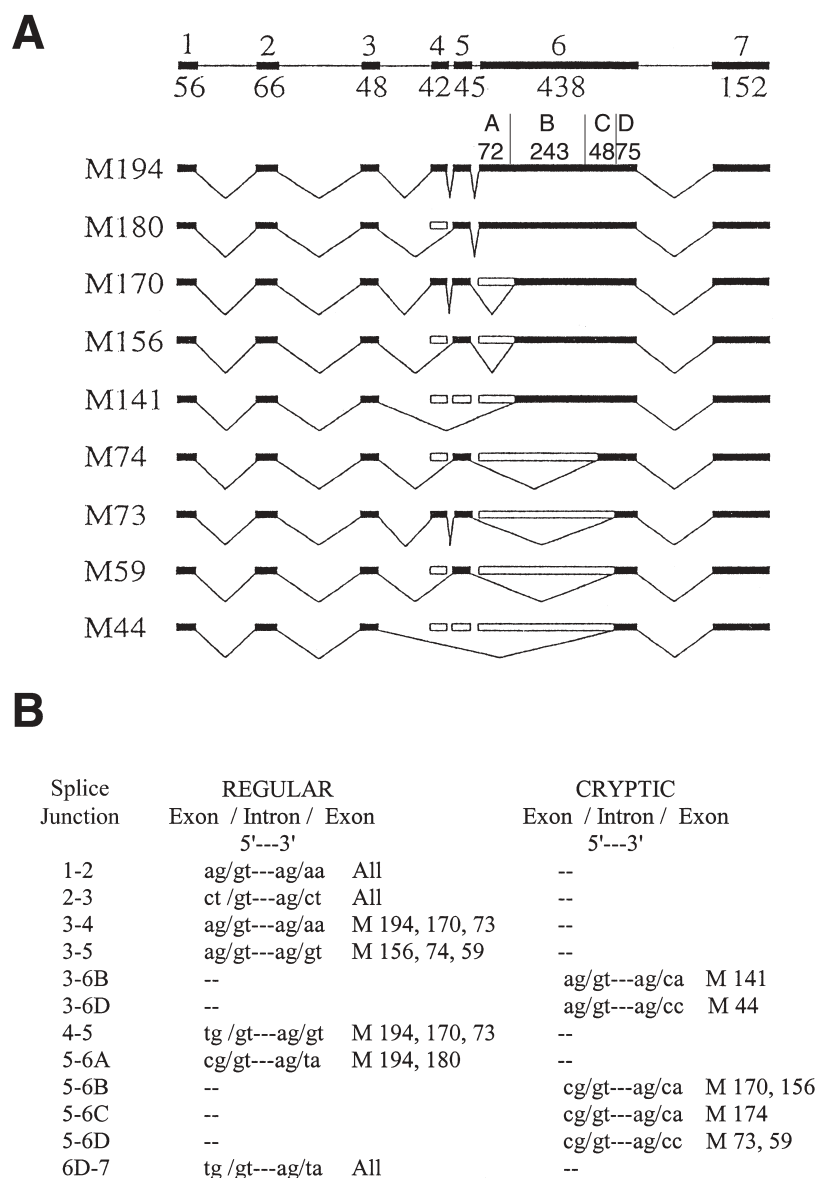 A
1 2 3 4 5 6 7
56 66 48 42 45 438 152
A B C D
72 243 48 75
M194
M180
M170
M156
M141
M74
M73
M59
M44
B
Splice REGULAR CRYPTIC
Junction Exon / Intron / Exon Exon / Intron / Exon
5'---3' 5'---3'
1-2 ag/gt---ag/aa All --
2-3 ct /gt---ag/ct All --
3-4 ag/gt---ag/aa M 194, 170, 73 --
3-5 ag/gt---ag/gt M 156, 74, 59 --
3-6B -- ag/gt---ag/ca M 141
3-6D -- ag/gt---ag/cc M 44
4-5 tg /gt---ag/gt M 194, 170, 73 --
5-6A cg/gt---ag/ta M 194, 180 --
5-6B -- cg/gt---ag/ca M 170, 156
5-6C -- cg/gt---ag/ca M 174
5-6D -- cg/gt---ag/cc M 73, 59
6D-7 tg /gt---ag/ta All --